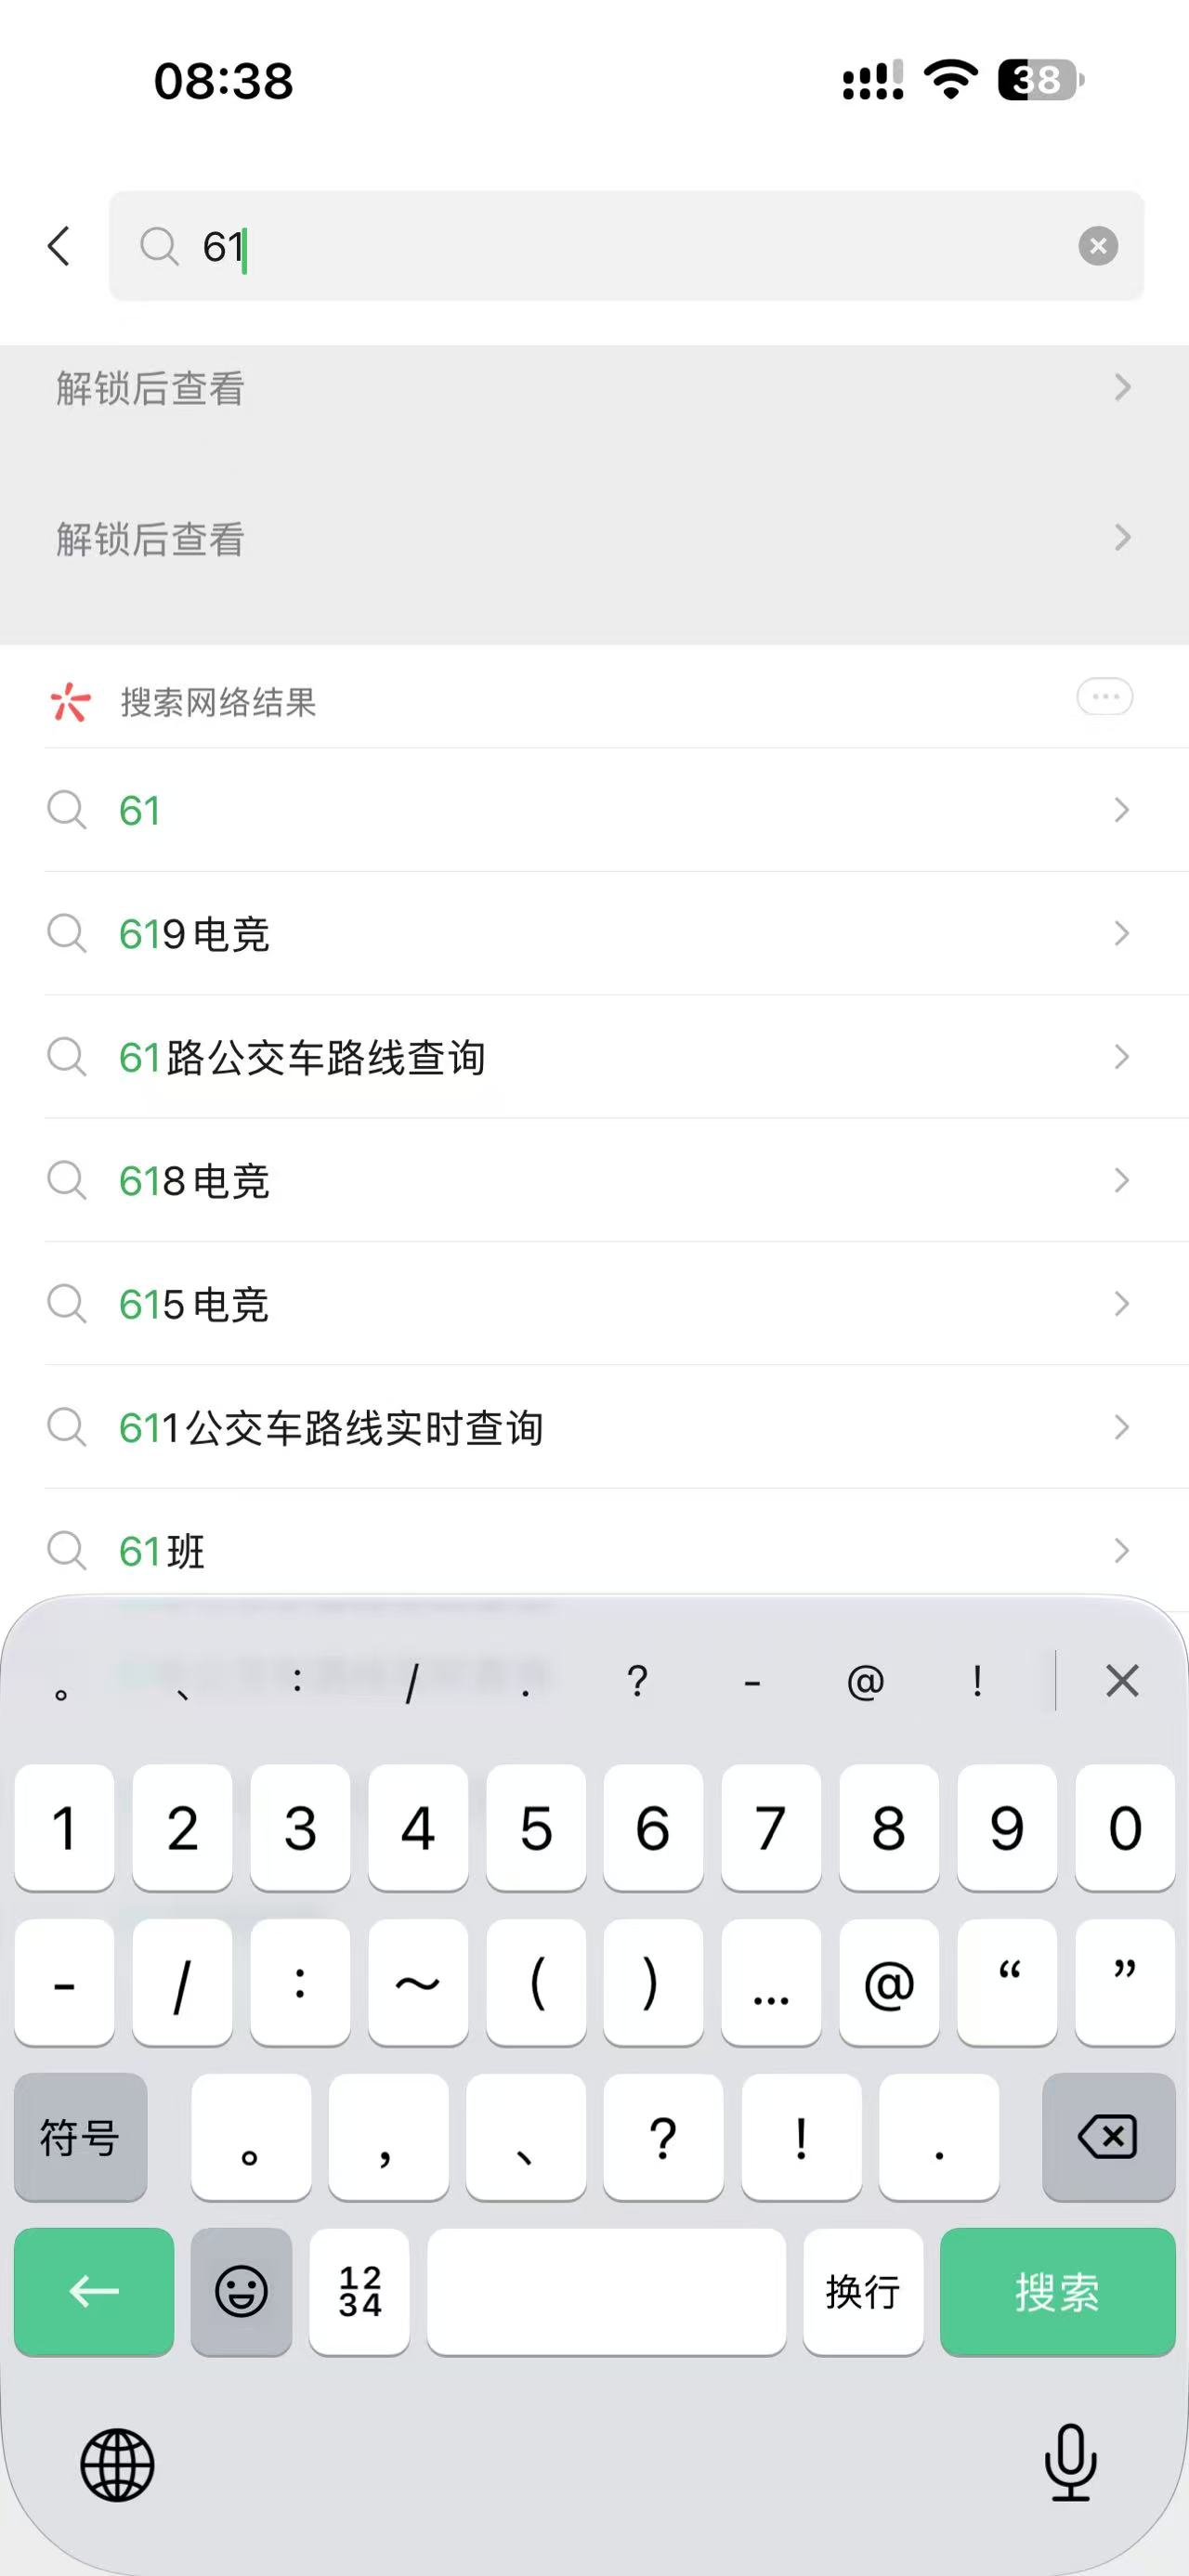 08:38
38
61
解锁后查看
解锁后查看
搜索网络结果
61
619电竞
61路公交车路线查询
618电竞
615电竞
611公交车路线实时查询
61班
。 、 : / . ? - @ !
1 2 3 4 5 6 7 8 9 0
- / : ～ ( ) … @ “ ”
符号 。 , 、 ? ! .
12
34
换行 搜索